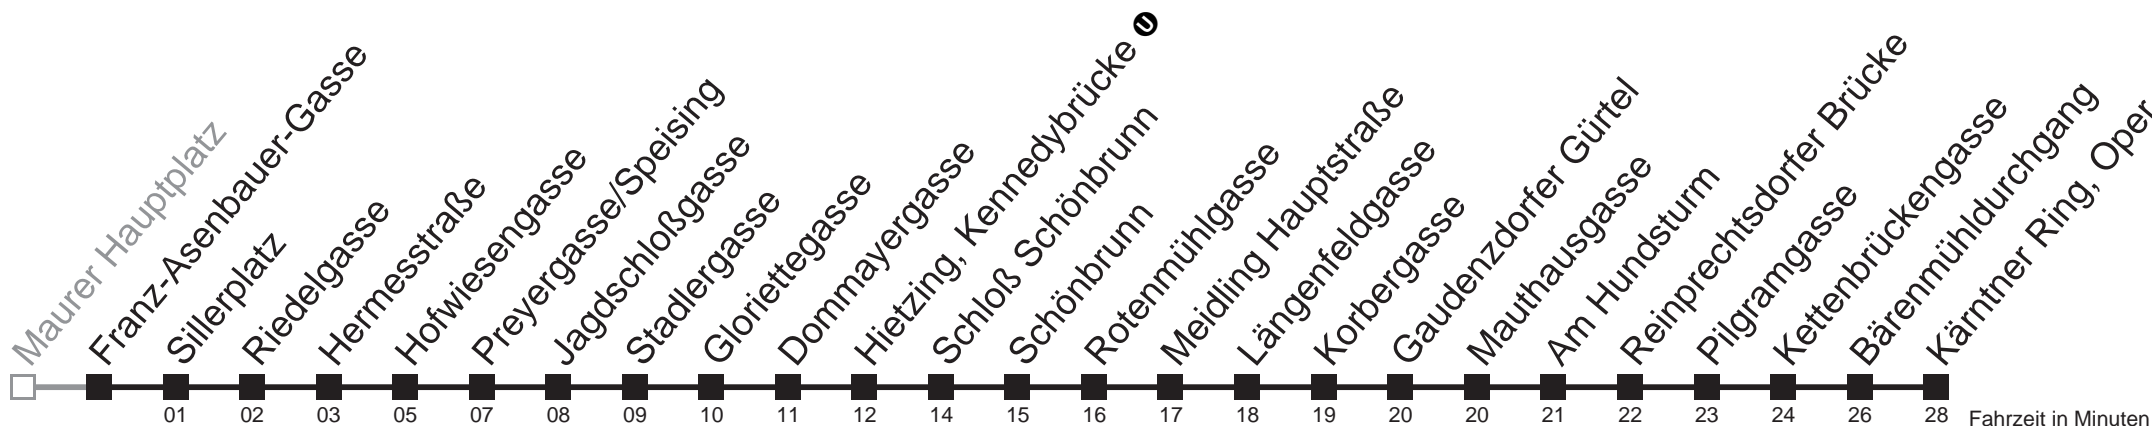 Maurer Hauptplatz
Franz-Asenbauer-Gasse
Sillerplatz
Riedelgasse
Hermesstraße
Hofwiesengasse
Preyergasse/Speising
Jagdschloßgasse
Stadlergasse
Gloriettegasse
Dommayergasse
Hietzing, Kennedybrücke U
Schloß Schönbrunn
Schönbrunn
Rotenmühlgasse
Meidling Hauptstraße
Längenfeldgasse
Korbergasse
Gaudenzdorfer Gürtel
Mauthausgasse
Am Hundsturm
Reinprechtsdorfer Brücke
Pilgramgasse
Kettenbrückengasse
Bärenmühldurchgang
Kärntner Ring, Oper
01 02 03 05 07 08 09 10 11 12 14 15 16 17 18 19 20 20 21 22 23 24 26 28 Fahrzeit in Minuten